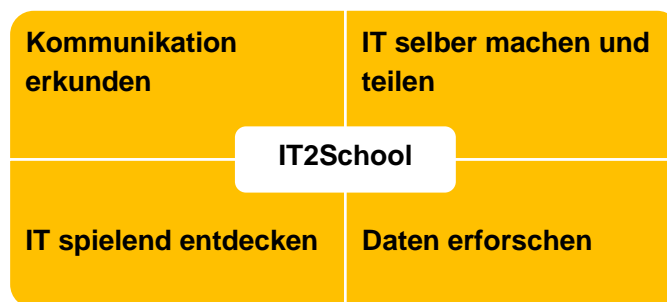 Kommunikation
erkunden
IT selber machen und
teilen
IT2School
IT spielend entdecken
Daten erforschen